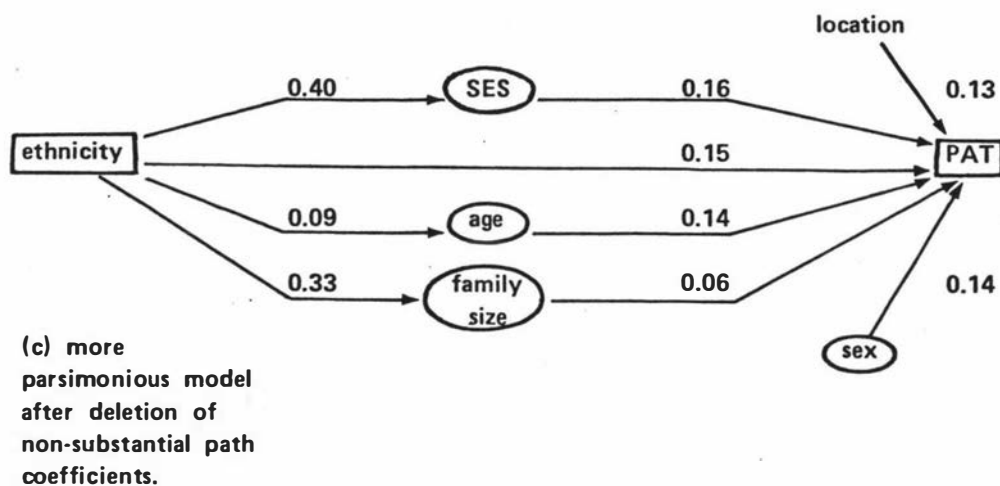 location
0.40
SES
0.16
0.13
ethnicity
0.15
PAT
0.09
age
0.14
0.33
family
size
0.06
0.14
sex
(c) more
parsimonious model
after deletion of
non-substantial path
coefficients.